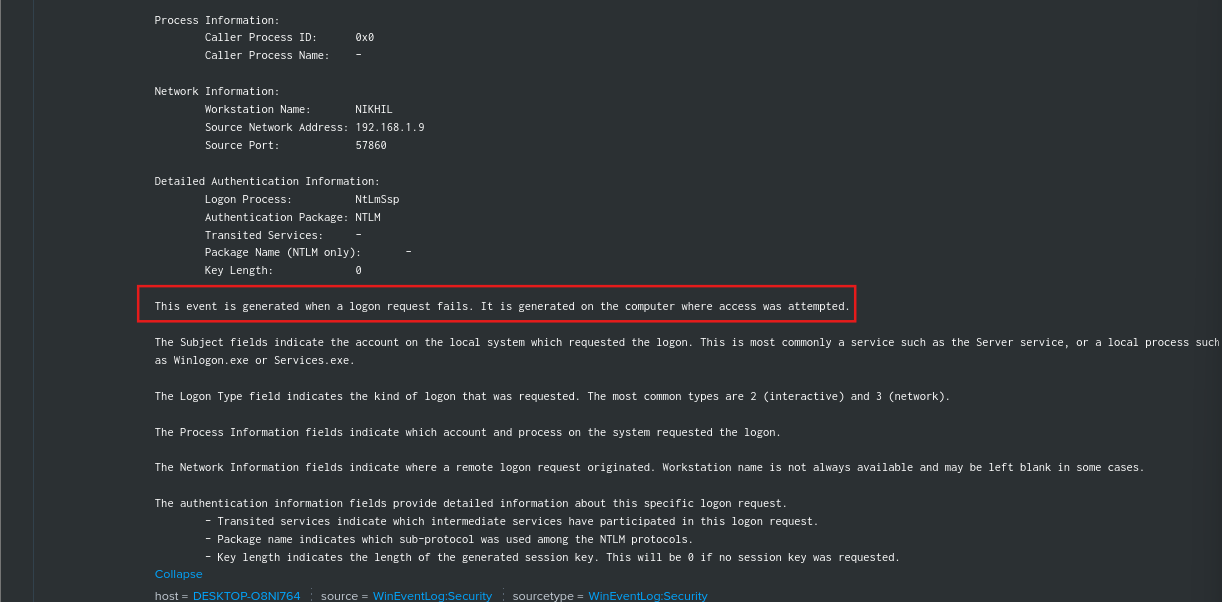 Process Information:
Caller Process ID: 0x0
Caller Process Name: -
Network Information:
Workstation Name: NIKHIL
Source Network Address: 192.168.1.9
Source Port: 57860
Detailed Authentication Information:
Logon Process: NtLmSsp
Authentication Package: NTLM
Transited Services: -
Package Name (NTLM only): -
Key Length: 0
This event is generated when a logon request fails. It is generated on the computer where access was attempted.
The Subject fields indicate the account on the local system which requested the logon. This is most commonly a service such as the Server service, or a local process such
as Winlogon.exe or Services.exe.
The Logon Type field indicates the kind of logon that was requested. The most common types are 2 (interactive) and 3 (network).
The Process Information fields indicate which account and process on the system requested the logon.
The Network Information fields indicate where a remote logon request originated. Workstation name is not always available and may be left blank in some cases.
The authentication information fields provide detailed information about this specific logon request.
- Transited services indicate which intermediate services have participated in this logon request.
- Package name indicates which sub-protocol was used among the NTLM protocols.
- Key length indicates the length of the generated session key. This will be 0 if no session key was requested.
Collapse
host = DESKTOP-O8NI764 source = WinEventLog:Security sourcetype = WinEventLog:Security